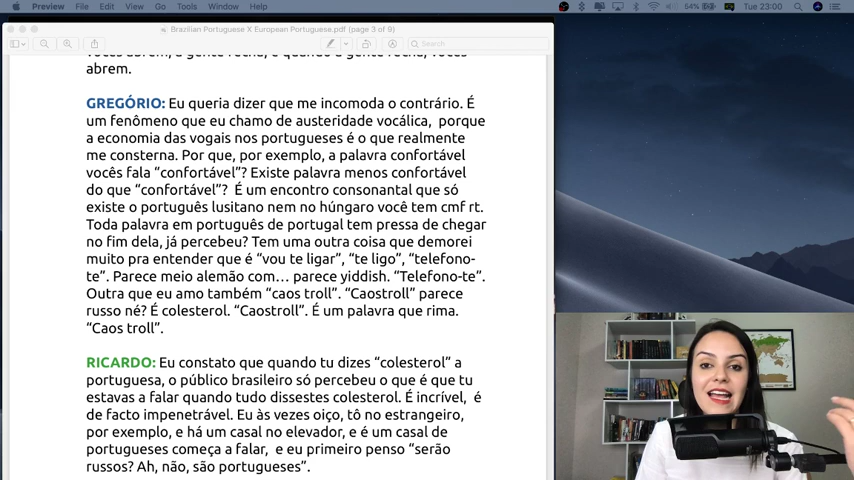 Preview File Edit View Go Tools Window Help
54%
Tue 23:00
Brazilian Portuguese X European Portuguese.pdf (page 3 of 9)
Search
vocês abrem, a gente fecha, e quando a gente fecha, vocês
abrem.
GREGÓRIO: Eu queria dizer que me incomoda o contrário. É
um fenômeno que eu chamo de austeridade vocálica, porque
a economia das vogais nos portugueses é o que realmente
me consterna. Por que, por exemplo, a palavra confortável
vocês fala “confortável”? Existe palavra menos confortável
do que “confortável”? É um encontro consonantal que só
existe o português lusitano nem no húngaro você tem cmf rt.
Toda palavra em português de portugal tem pressa de chegar
no fim dela, já percebeu? Tem uma outra coisa que demorei
muito pra entender que é “vou te ligar”, “te ligo”, “telefono-
te”. Parece meio alemão com… parece yiddish. “Telefono-te”.
Outra que eu amo também “caos troll”. “Caostroll” parece
russo né? É colesterol. “Caostroll”. É um palavra que rima.
“Caos troll”.
RICARDO: Eu constato que quando tu dizes “colesterol” a
portuguesa, o público brasileiro só percebeu o que é que tu
estavas a falar quando tudo dissestes colesterol. É incrível, é
de facto impenetrável. Eu às vezes oiço, tô no estrangeiro,
por exemplo, e há um casal no elevador, e é um casal de
portugueses começa a falar, e eu primeiro penso “serão
russos? Ah, não, são portugueses”.